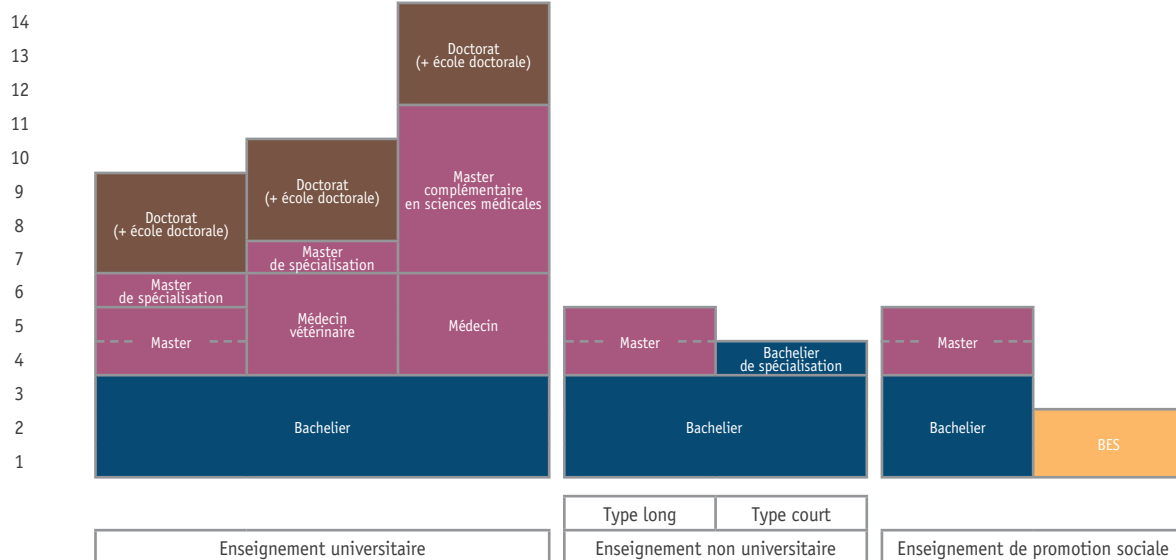 14
13
12
11
10
9
8
7
6
5
4
3
2
1
Doctorat
(+ école doctorale)
Master
de spécialisation
Master
Doctorat
(+ école doctorale)
Master
de spécialisation
Médecin
vétérinaire
Doctorat
(+ école doctorale)
Master
complémentaire
en sciences médicales
Médecin
Bachelier
Master
Bachelier
de spécialisation
Bachelier
Master
Bachelier
BES
Type long
Type court
Enseignement universitaire
Enseignement non universitaire
Enseignement de promotion sociale